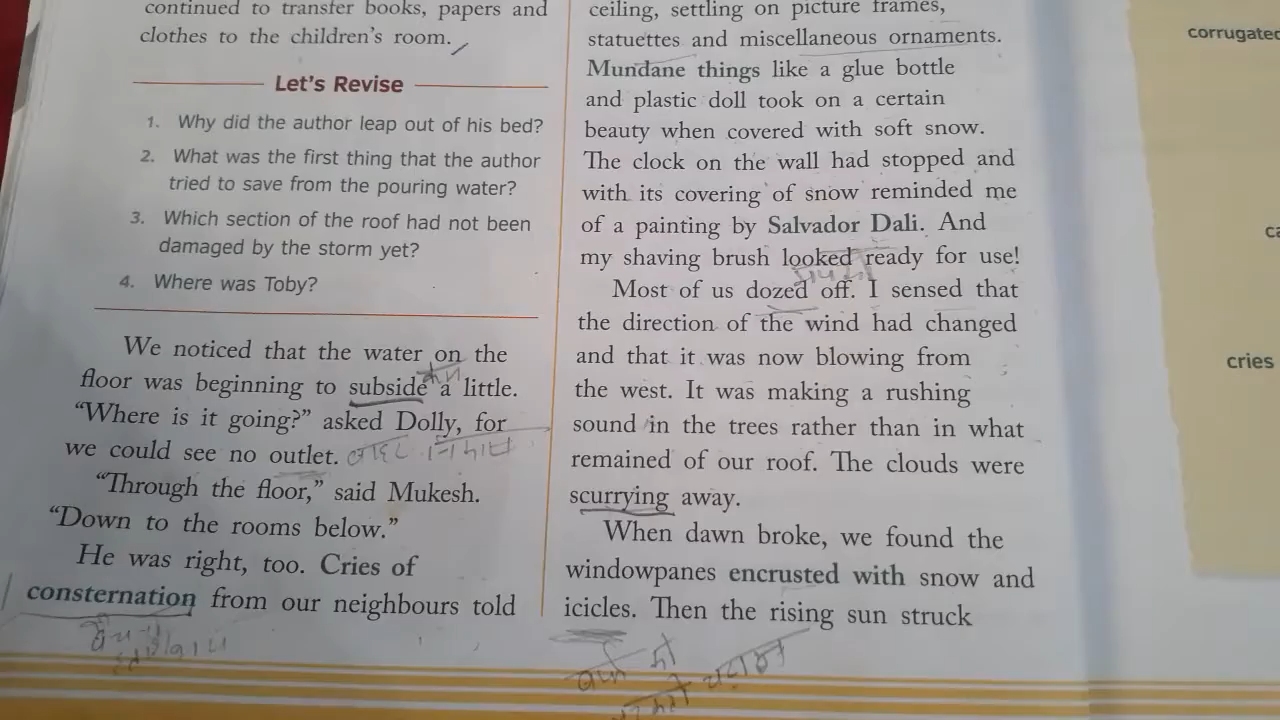 continued to transfer books, papers and
clothes to the children's room.
Let's Revise
1. Why did the author leap out of his bed?
2. What was the first thing that the author
tried to save from the pouring water?
3. Which section of the roof had not been
damaged by the storm yet?
4. Where was Toby?
We noticed that the water on the
floor was beginning to subside a little.
"Where is it going?" asked Dolly, for
we could see no outlet.
"Through the floor," said Mukesh.
"Down to the rooms below."
He was right, too. Cries of
consternation from our neighbours told
ceiling, settling on picture frames,
statuettes and miscellaneous ornaments.
Mundane things like a glue bottle
and plastic doll took on a certain
beauty when covered with soft snow.
The clock on the wall had stopped and
with its covering of snow reminded me
of a painting by Salvador Dali. And
my shaving brush looked ready for use!
Most of us dozed off. I sensed that
the direction of the wind had changed
and that it was now blowing from
the west. It was making a rushing
sound in the trees rather than in what
remained of our roof. The clouds were
scurrying away.
When dawn broke, we found the
windowpanes encrusted with snow and
icicles. Then the rising sun struck
corrugated
cries